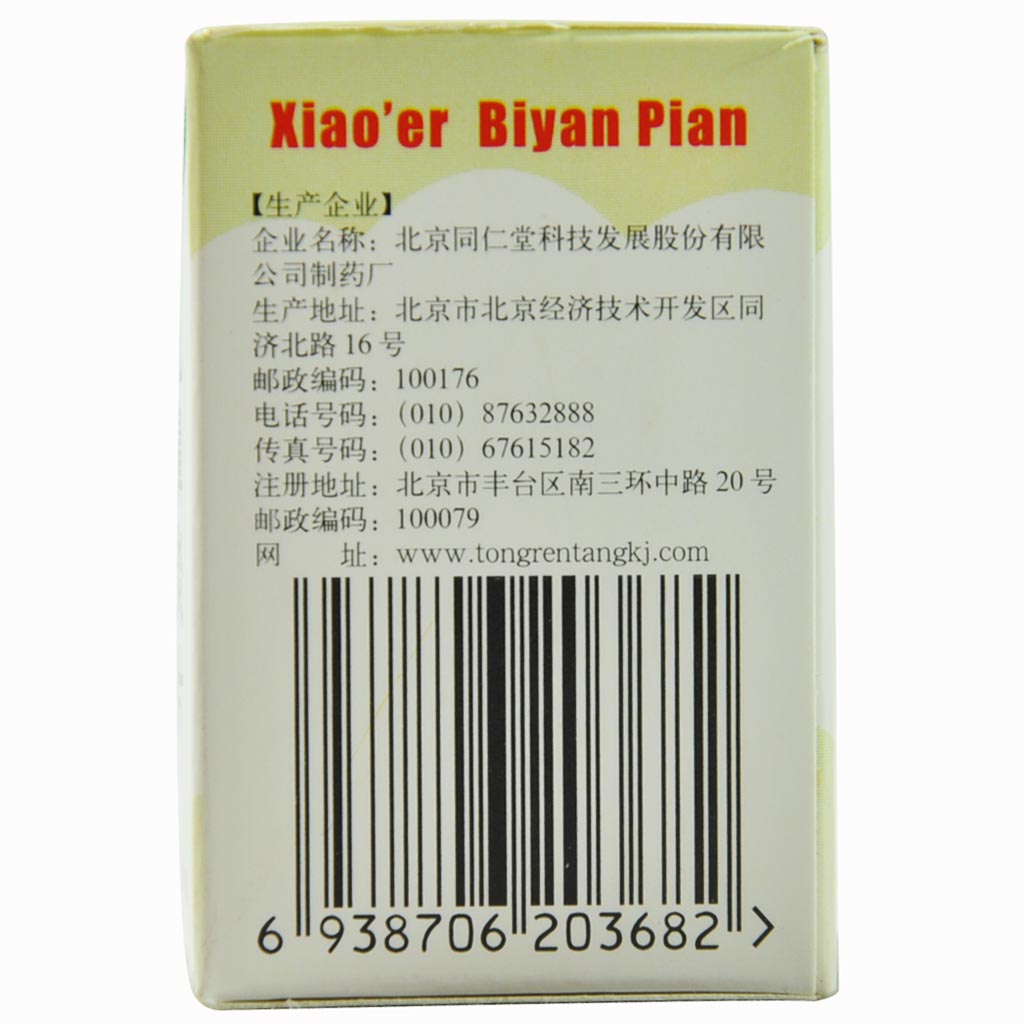 Xiao'er Biyan Pian
【生产企业】
企业名称：北京同仁堂科技发展股份有限
公司制药厂
生产地址：北京市北京经济技术开发区同
济北路 16 号
邮政编码：100176
电话号码：(010) 87632888
传真号码：(010) 67615182
注册地址：北京市丰台区南三环中路 20 号
邮政编码：100079
网 址：www.tongrentangkj.com
6 938706 203682 >